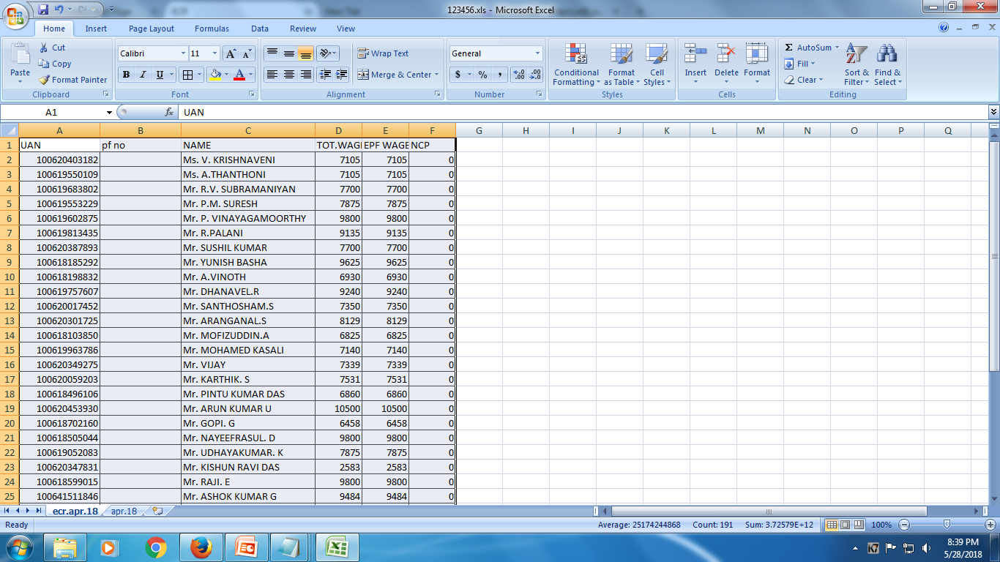 123456.xls - Microsoft Excel
Home Insert Page Layout Formulas Data Review View
Paste Cut Copy Format Painter Clipboard
Calibri 11 A A B I U A Font
Wrap Text Merge & Center Alignment
General $ % , .00 .0 Number
Conditional Formatting Format as Table Cell Styles Styles
Insert Delete Format Cells
Σ AutoSum Fill Clear Sort & Filter Find & Select Editing
A1 fx UAN
A B C D E F G H I J K L M N O P Q
1 UAN pf no NAME TOT.WAGE EPF WAGE NCP
2 100620403182 Ms. V. KRISHNAVENI 7105 7105 0
3 100619550109 Ms. A.THANTHONI 7105 7105 0
4 100619683802 Mr. R.V. SUBRAMANIYAN 7700 7700 0
5 100619553229 Mr. P.M. SURESH 7875 7875 0
6 100619602875 Mr. P. VINAYAGAMOORTHY 9800 9800 0
7 100619813435 Mr. R.PALANI 9135 9135 0
8 100620387893 Mr. SUSHIL KUMAR 7700 7700 0
9 100618185292 Mr. YUNISH BASHA 9625 9625 0
10 100618198832 Mr. A.VINOTH 6930 6930 0
11 100619757607 Mr. DHANAVEL.R 9240 9240 0
12 100620017452 Mr. SANTHOSHAM.S 7350 7350 0
13 100620301725 Mr. ARANGANAL.S 8129 8129 0
14 100618103850 Mr. MOFIZUDDIN.A 6825 6825 0
15 100619963786 Mr. MOHAMED KASALI 7140 7140 0
16 100620349275 Mr. VIJAY 7339 7339 0
17 100620059203 Mr. KARTHIK. S 7531 7531 0
18 100618496106 Mr. PINTU KUMAR DAS 6860 6860 0
19 100620453930 Mr. ARUN KUMAR U 10500 10500 0
20 100618702160 Mr. GOPI. G 6458 6458 0
21 100618505044 Mr. NAYEEFRASUL. D 9800 9800 0
22 100619052083 Mr. UDHAYAKUMAR. K 7875 7875 0
23 100620347831 Mr. KISHUN RAVI DAS 2583 2583 0
24 100618599015 Mr. RAJI. E 9800 9800 0
25 100641511846 Mr. ASHOK KUMAR G 9484 9484 0
ecr.apr.18 apr.18
Ready Average: 25174244868 Count: 191 Sum: 3.72579E+12 100%
K7 8:39 PM
5/28/2018